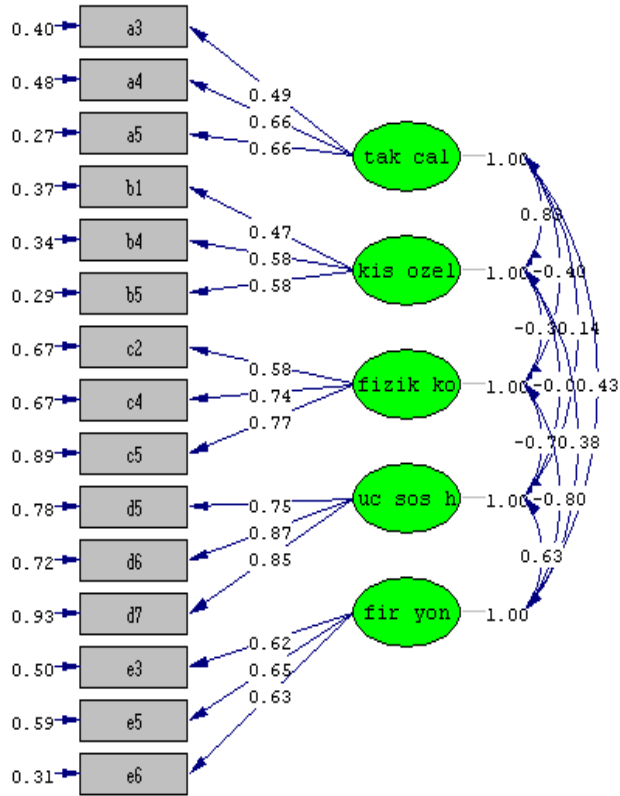 0.40 a3
0.48 a4
0.27 a5
0.37 b1
0.34 b4
0.29 b5
0.67 c2
0.67 c4
0.89 c5
0.78 d5
0.72 d6
0.93 d7
0.50 e3
0.59 e5
0.31 e6
0.49
0.66
0.66
0.47
0.58
0.58
0.58
0.74
0.77
0.75
0.87
0.85
0.62
0.65
0.63
tak cal 1.00
kis ozel 1.00
fizik ko 1.00
uc sos h 1.00
fir yon 1.00
0.83
-0.40
0.14
0.43
0.38
-0.80
0.63